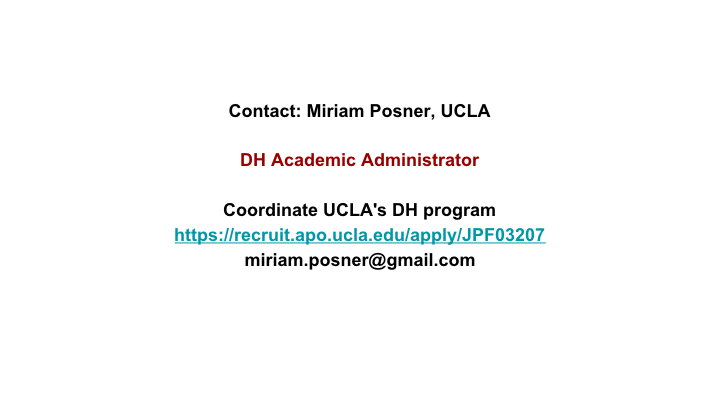 Contact: Miriam Posner, UCLA
DH Academic Administrator
Coordinate UCLA's DH program
https://recruit.apo.ucla.edu/apply/JPF03207
miriam.posner@gmail.com